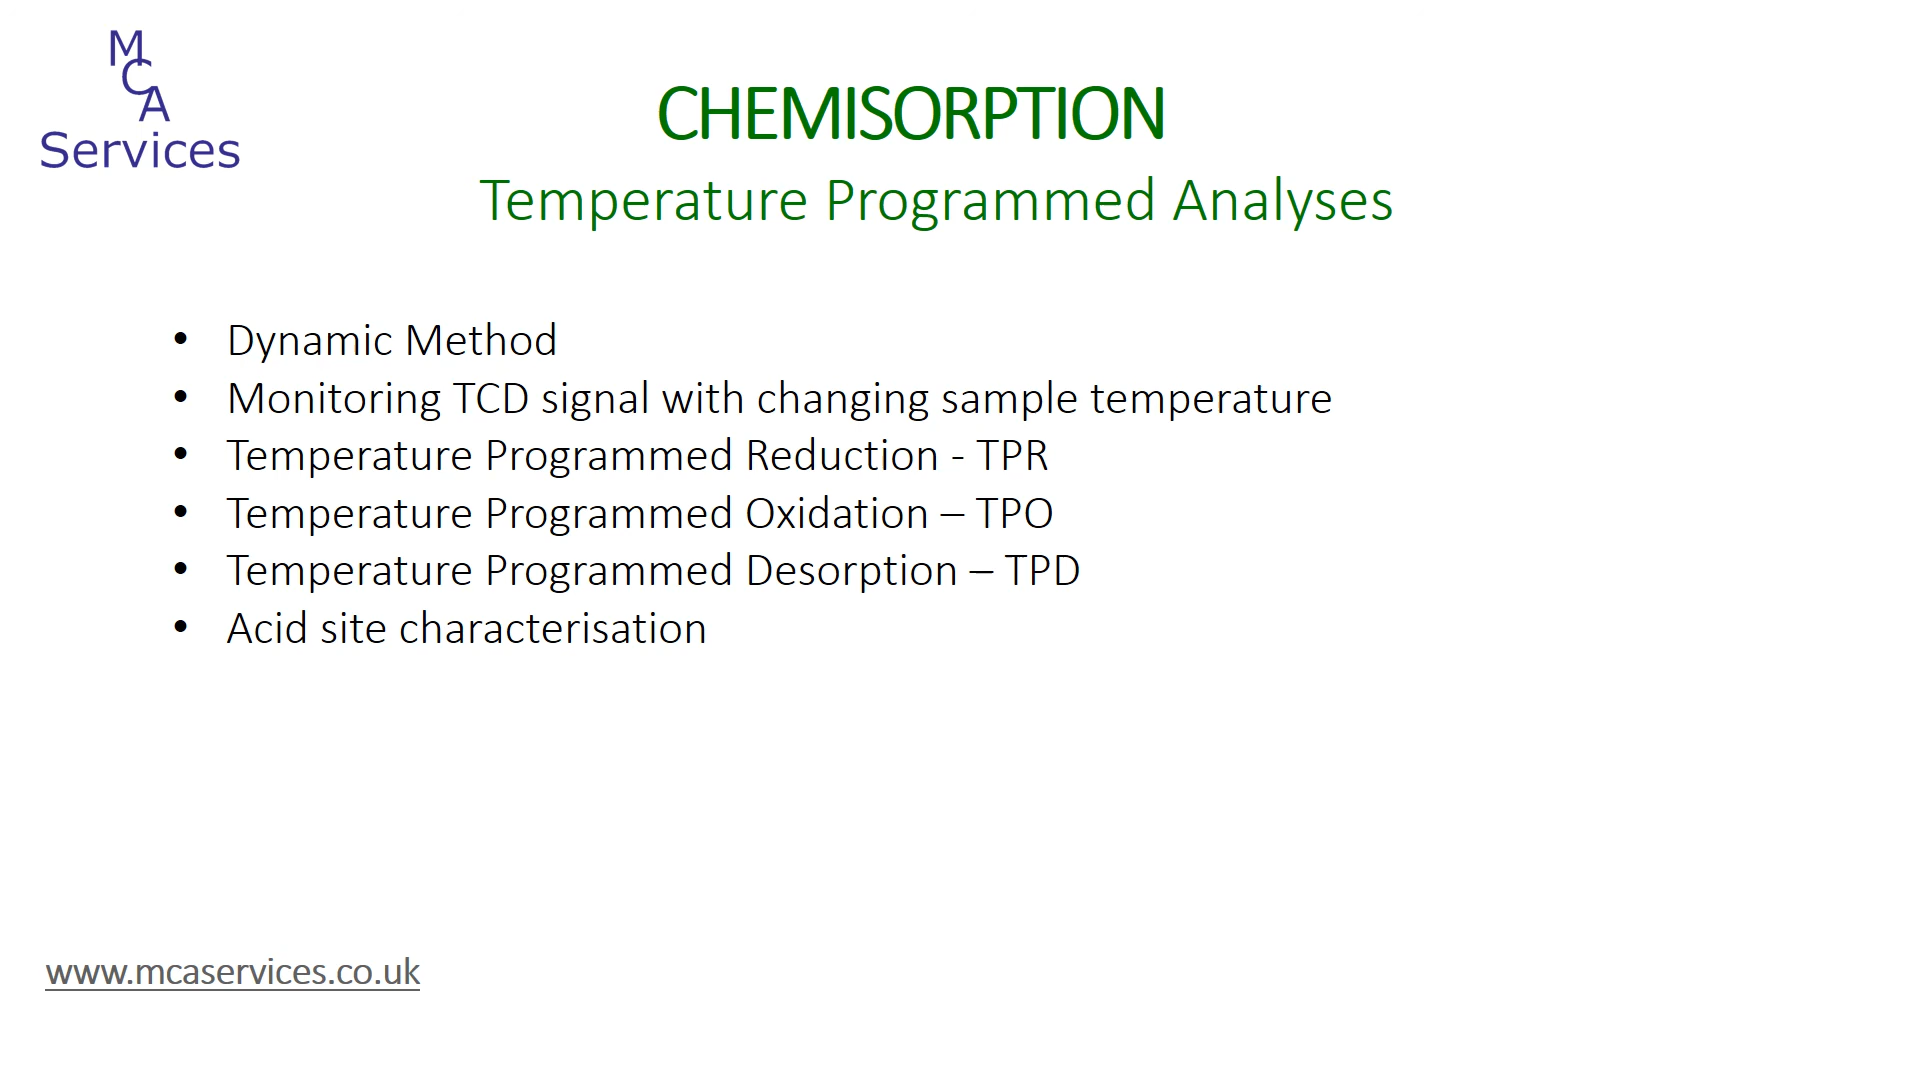 M
C
A
Services
CHEMISORPTION
Temperature Programmed Analyses
• Dynamic Method
• Monitoring TCD signal with changing sample temperature
• Temperature Programmed Reduction - TPR
• Temperature Programmed Oxidation – TPO
• Temperature Programmed Desorption – TPD
• Acid site characterisation
www.mcaservices.co.uk